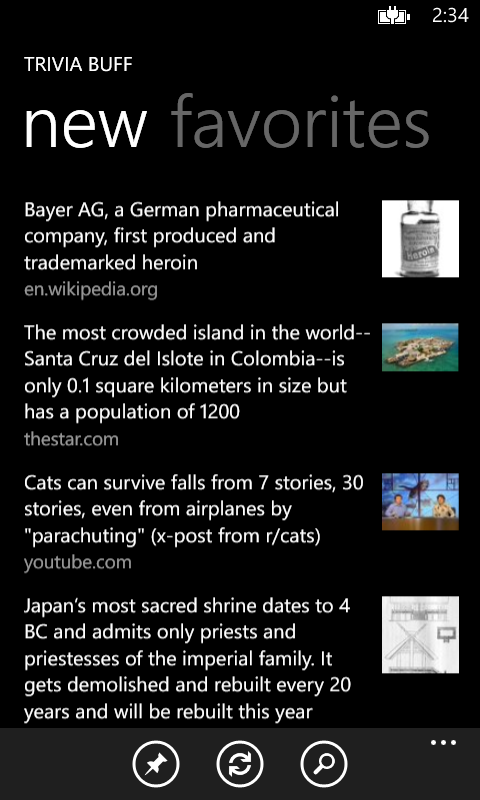 2:34
TRIVIA BUFF
new favorites
Bayer AG, a German pharmaceutical
company, first produced and
trademarked heroin
en.wikipedia.org
Heroin
The most crowded island in the world--
Santa Cruz del Islote in Colombia--is
only 0.1 square kilometers in size but
has a population of 1200
thestar.com
Cats can survive falls from 7 stories, 30
stories, even from airplanes by
"parachuting" (x-post from r/cats)
youtube.com
Japan’s most sacred shrine dates to 4
BC and admits only priests and
priestesses of the imperial family. It
gets demolished and rebuilt every 20
years and will be rebuilt this year